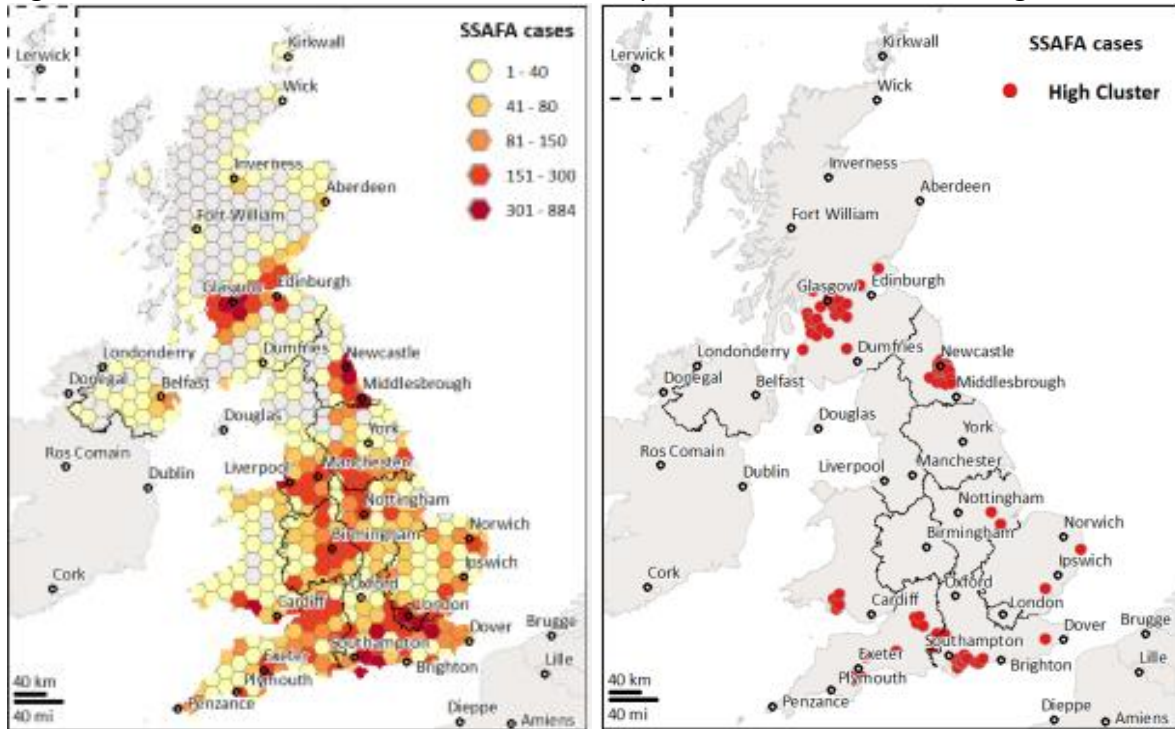 SSAFA cases
1 - 40
41 - 80
81 - 150
151 - 300
301 - 884
Lerwick
Kirkwall
Wick
Inverness
Aberdeen
Fort William
Glasgow
Edinburgh
Londonderry
Dumfries
Newcastle
Donegal
Belfast
Middlesbrough
Douglas
York
Ros Comain
Dublin
Liverpool
Manchester
Nottingham
Norwich
Birmingham
Ipswich
Cork
Oxford
Cardiff
London
Dover
Brugge
Southampton
Exeter
Brighton
Lille
Plymouth
Penzance
Dieppe
Amiens
40 km
40 mi
SSAFA cases
High Cluster
Lerwick
Kirkwall
Wick
Inverness
Aberdeen
Fort William
Glasgow
Edinburgh
Londonderry
Dumfries
Newcastle
Donegal
Belfast
Middlesbrough
Douglas
York
Ros Comain
Dublin
Liverpool
Manchester
Nottingham
Norwich
Birmingham
Ipswich
Cork
Oxford
Cardiff
London
Dover
Brugge
Southampton
Exeter
Brighton
Lille
Plymouth
Penzance
Dieppe
Amiens
40 km
40 mi